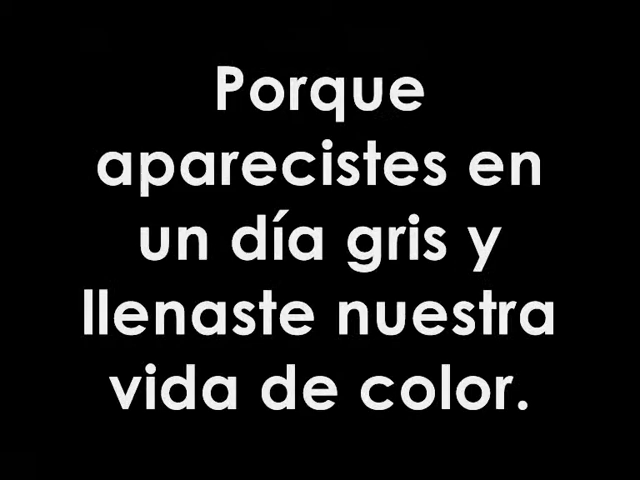 Porque
aparecistes en
un día gris y
llenaste nuestra
vida de color.